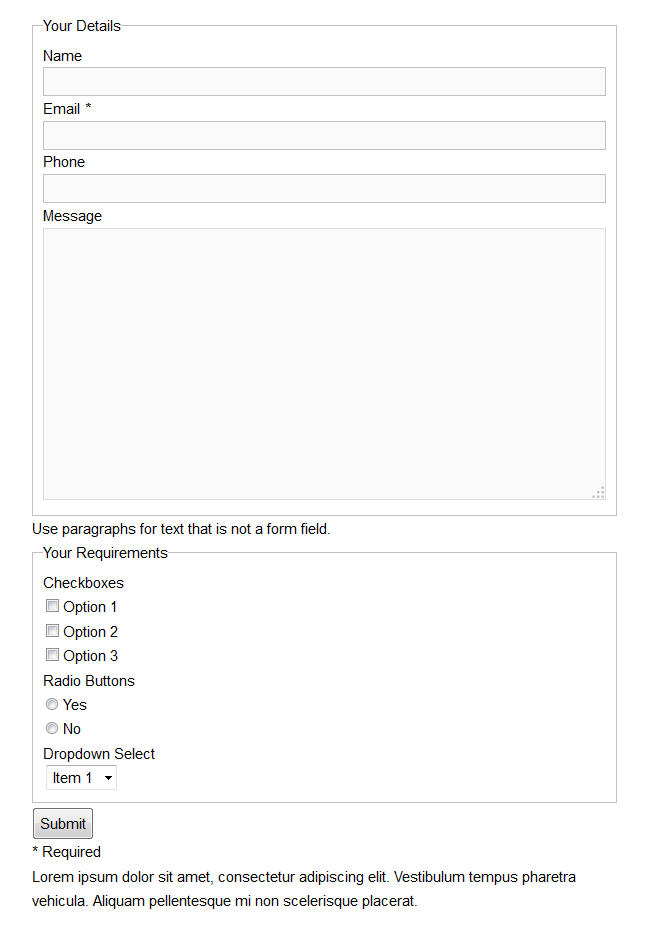 Your Details
Name
Email *
Phone
Message
Use paragraphs for text that is not a form field.
Your Requirements
Checkboxes
Option 1
Option 2
Option 3
Radio Buttons
Yes
No
Dropdown Select
Item 1
Submit
* Required
Lorem ipsum dolor sit amet, consectetur adipiscing elit. Vestibulum tempus pharetra
vehicula. Aliquam pellentesque mi non scelerisque placerat.